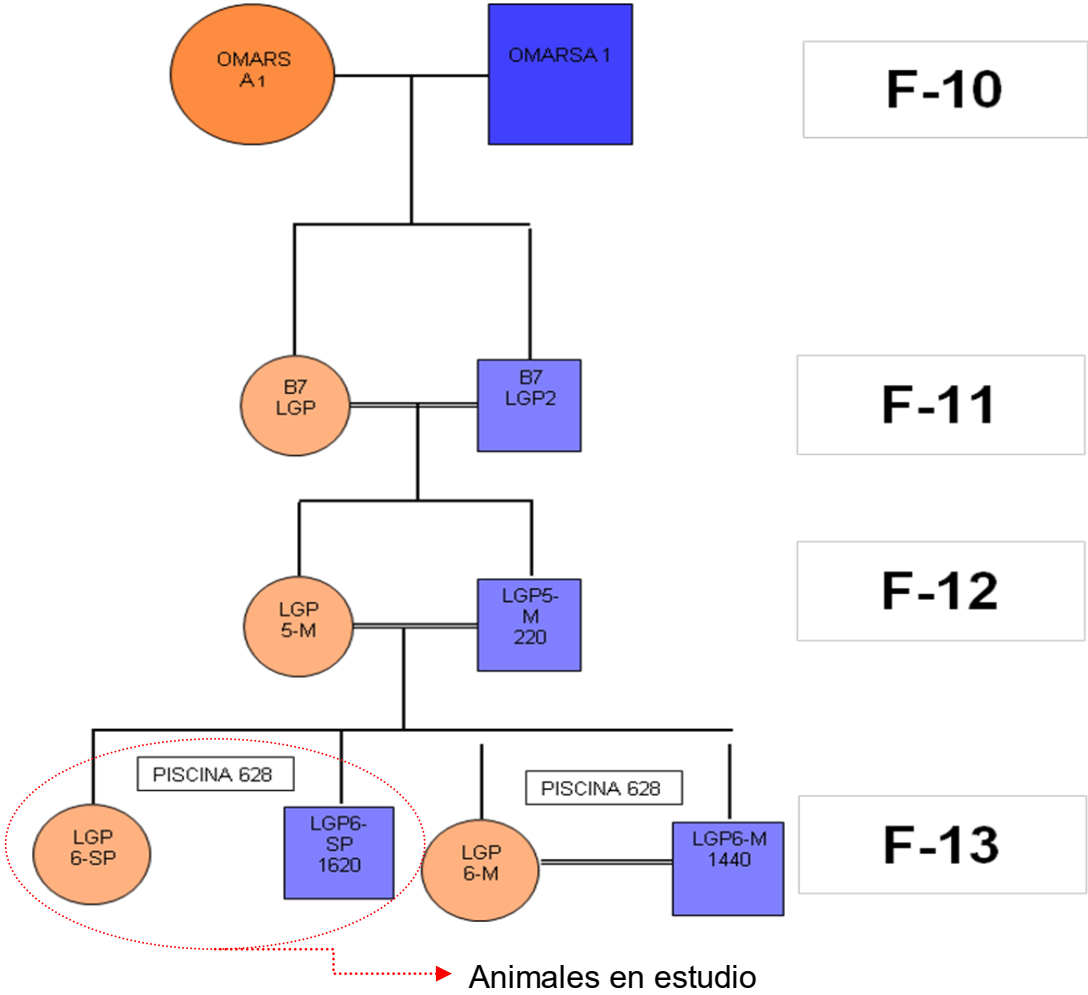 OMARS
A 1
OMARSA 1
F-10
B7
LGP
B7
LGP2
F-11
LGP
5-M
LGP5-
M
220
F-12
PISCINA 628
PISCINA 628
LGP
6-SP
LGP6-
SP
1620
LGP
6-M
LGP6-M
1440
F-13
Animales en estudio